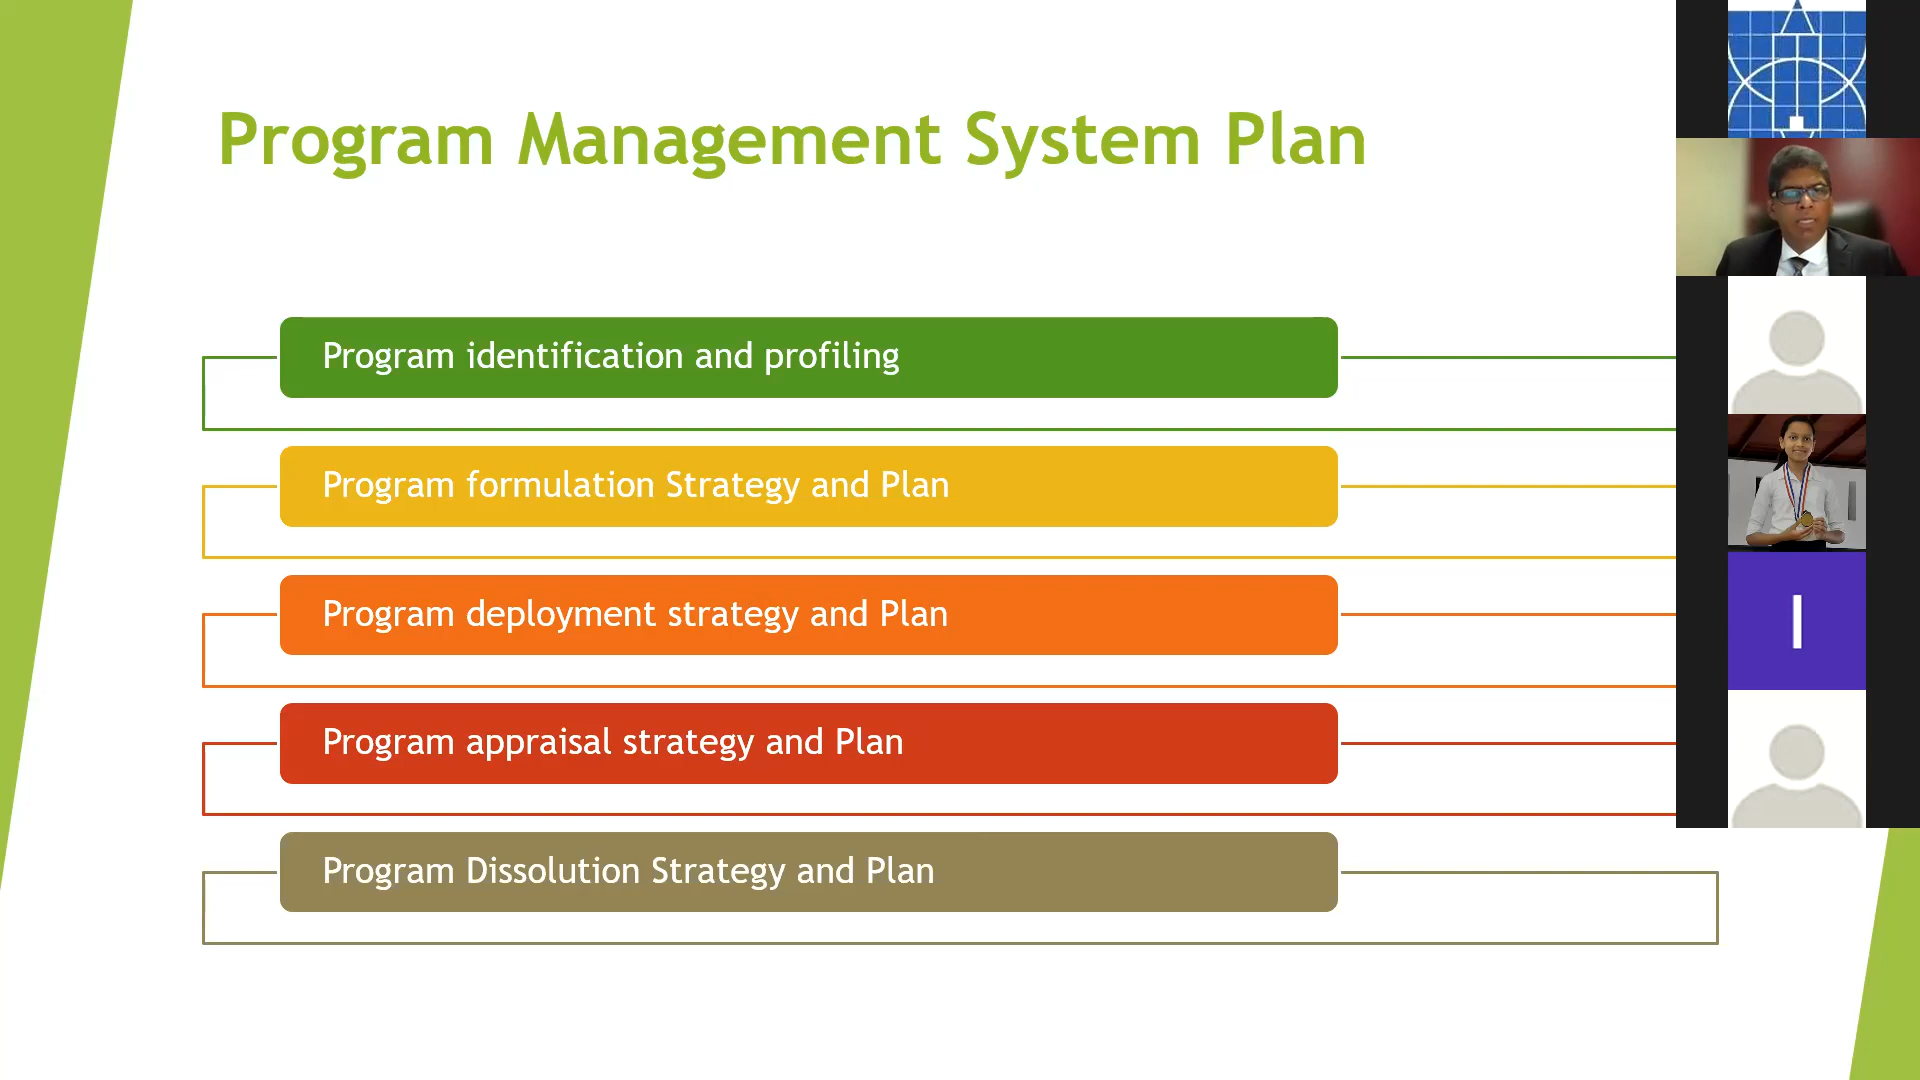 Program Management System Plan
Program identification and profiling
Program formulation Strategy and Plan
Program deployment strategy and Plan
Program appraisal strategy and Plan
Program Dissolution Strategy and Plan
I